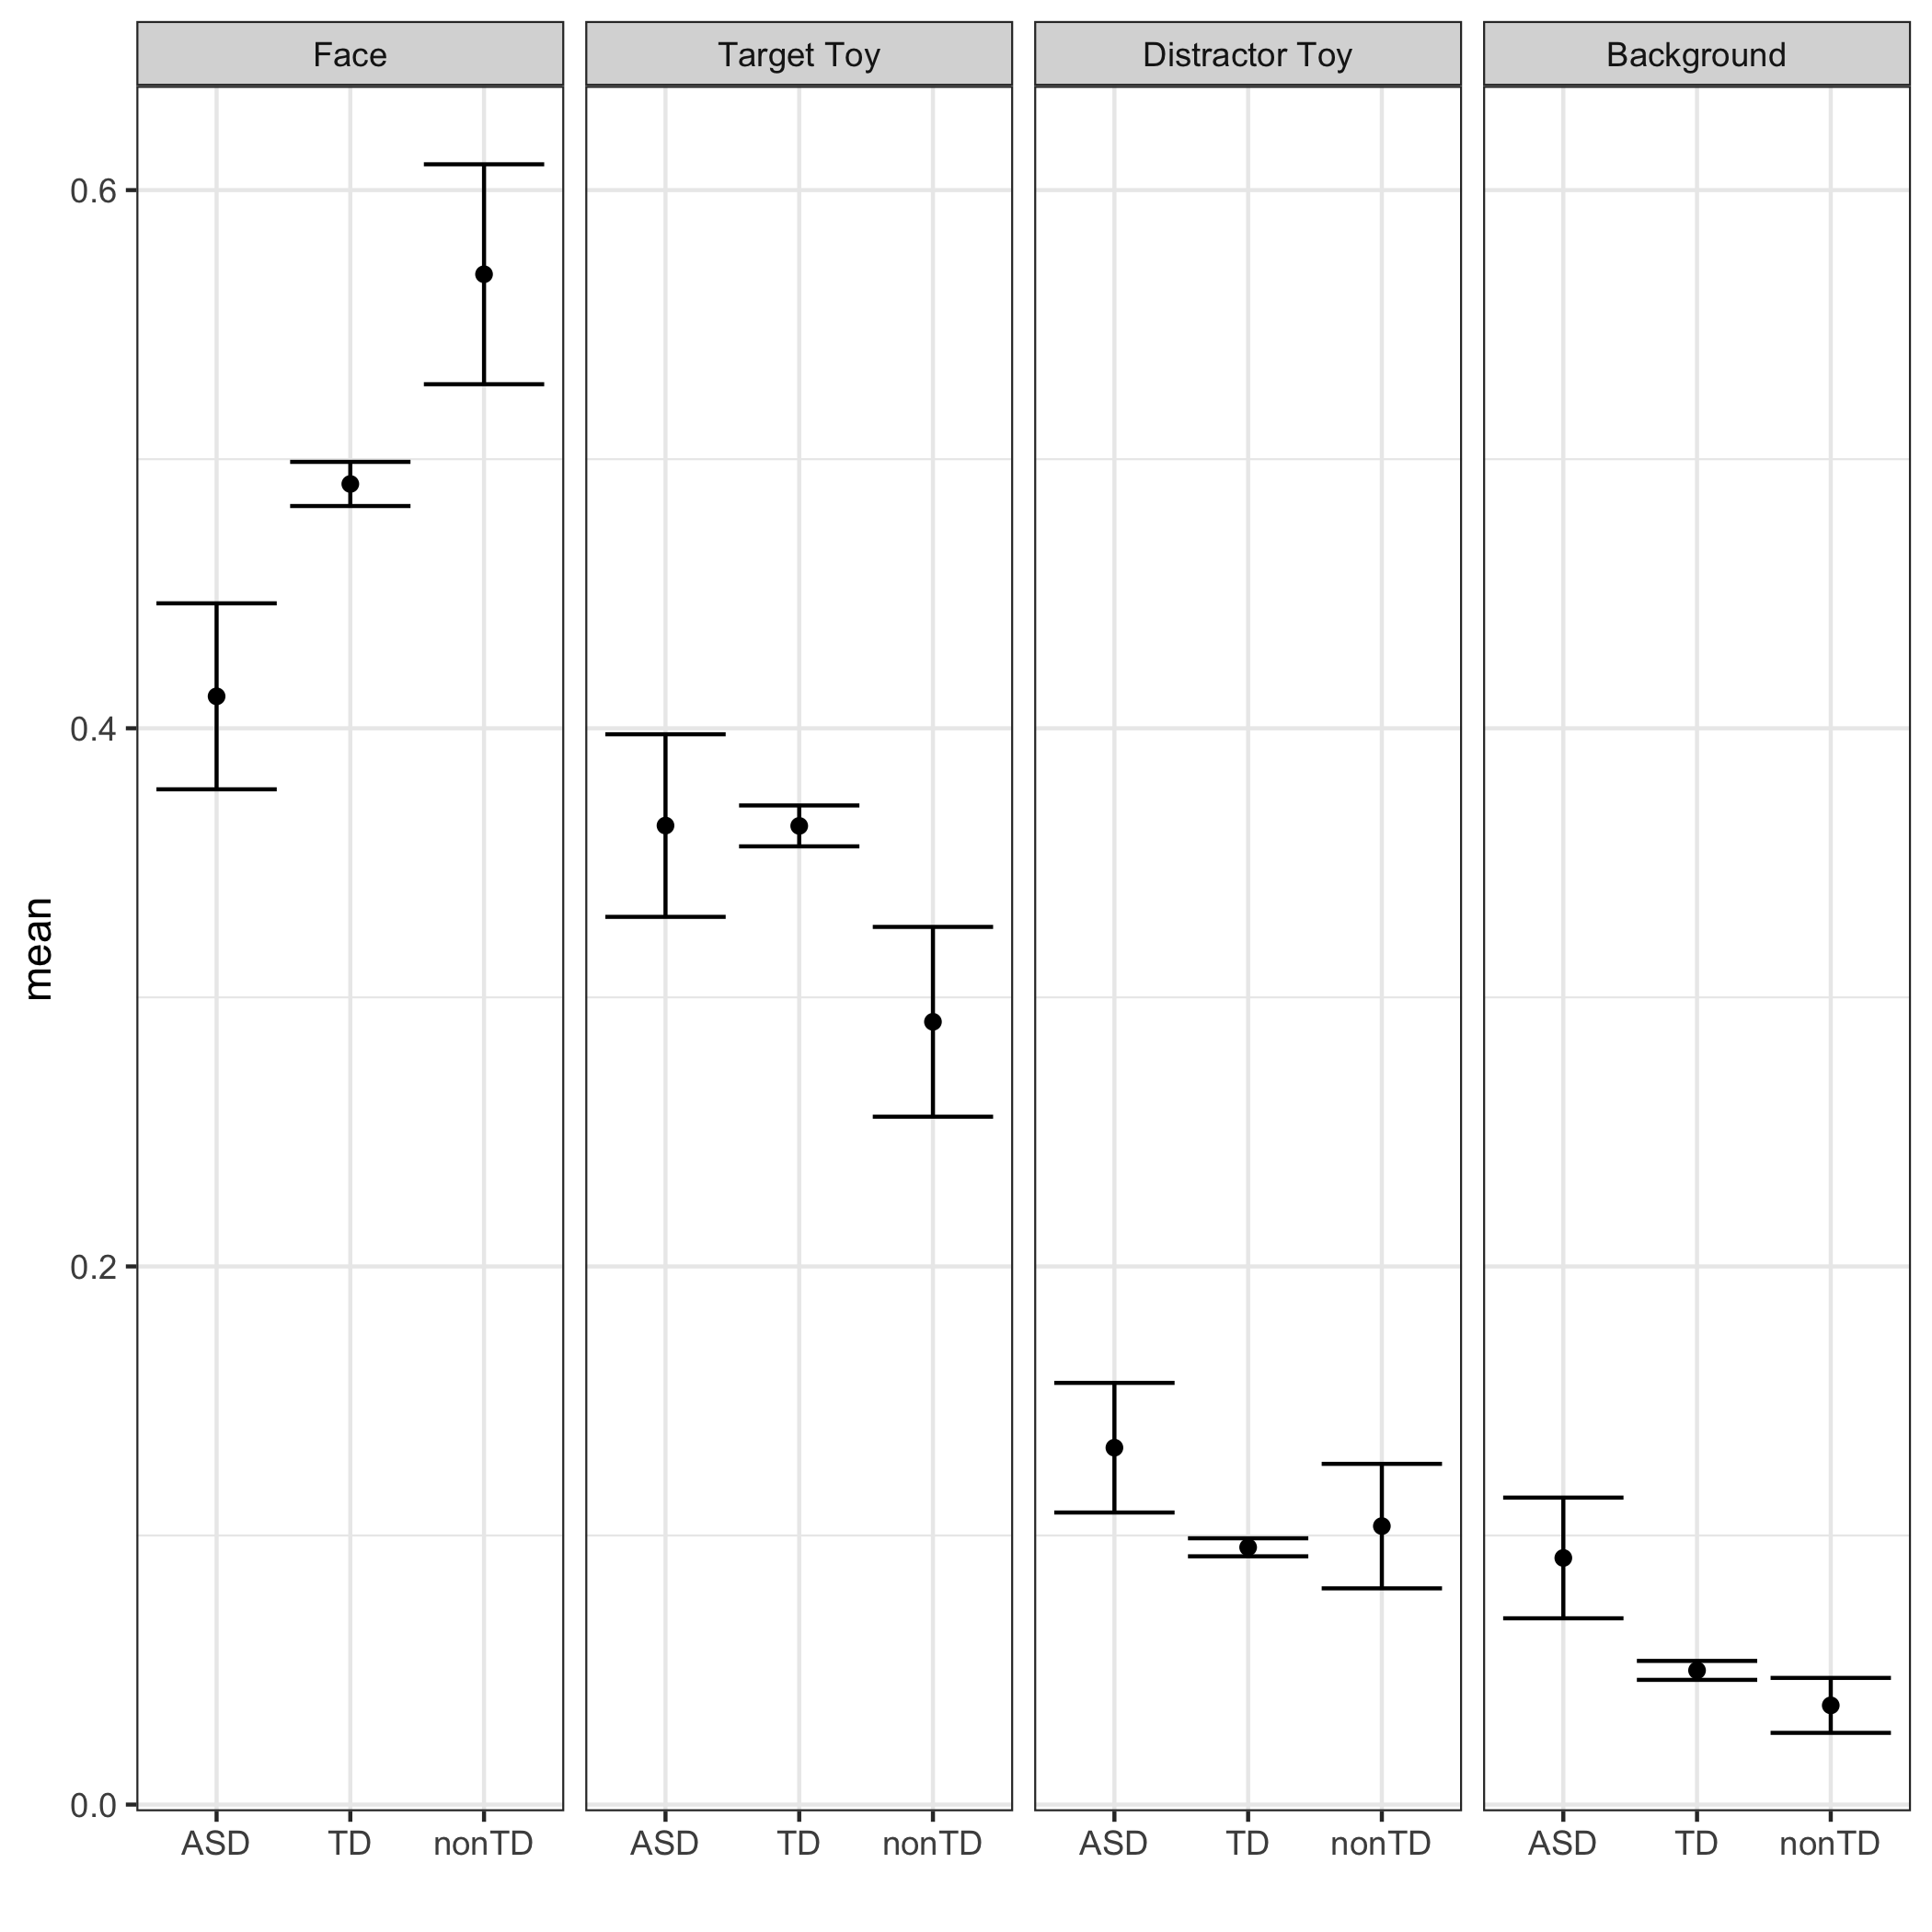 Face
Target Toy
Distractor Toy
Background
mean
0.6
0.4
0.2
0.0
ASD TD nonTD
ASD TD nonTD
ASD TD nonTD
ASD TD nonTD